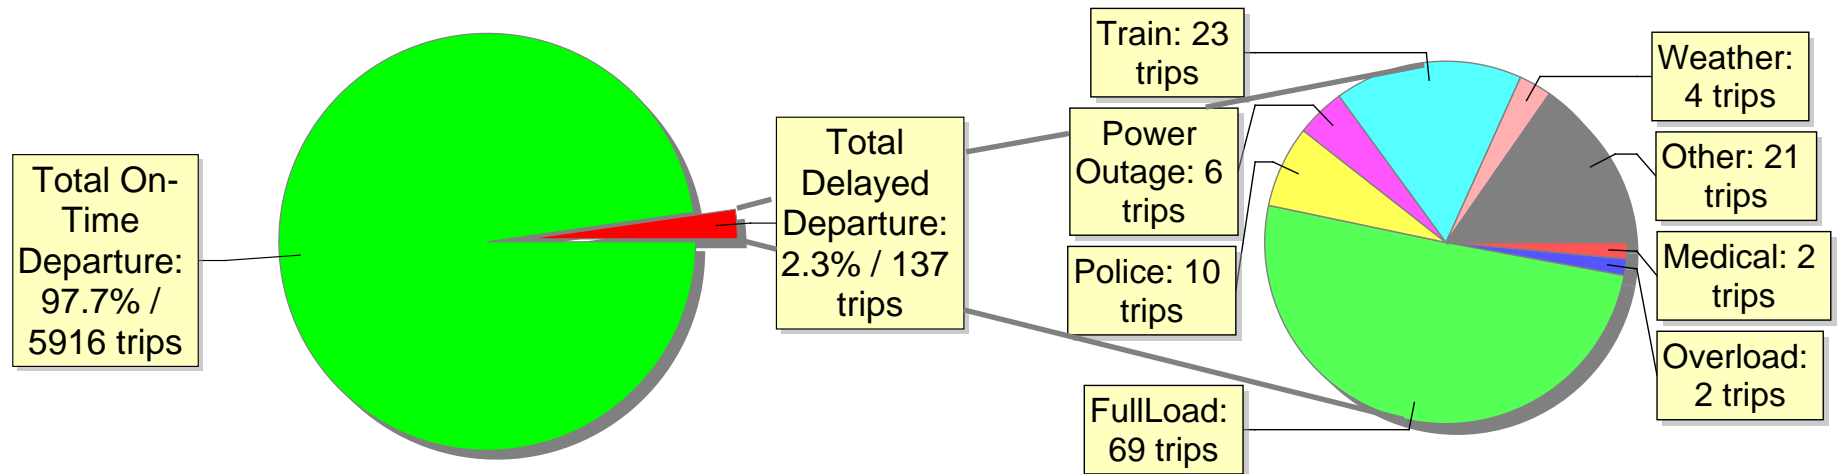 Total On-
Time
Departure:
97.7% /
5916 trips
Total
Delayed
Departure:
2.3% / 137
trips
Train: 23
trips
Power
Outage: 6
trips
Police: 10
trips
FullLoad:
69 trips
Weather:
4 trips
Other: 21
trips
Medical: 2
trips
Overload:
2 trips